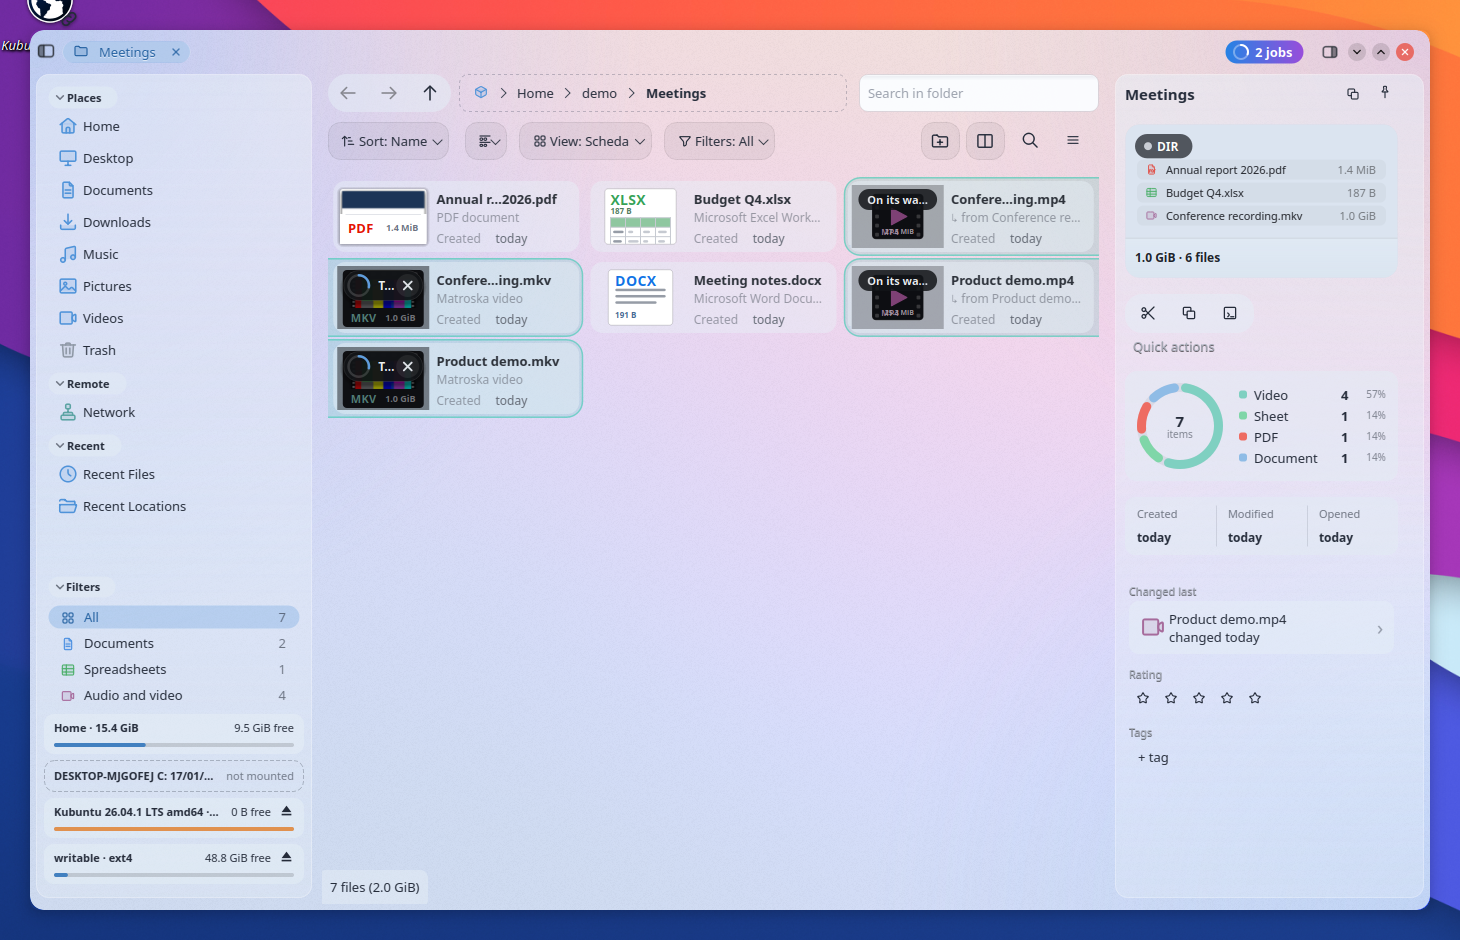 Kubu
Meetings
2 jobs
Places
Home
Desktop
Documents
Downloads
Music
Pictures
Videos
Trash
Remote
Network
Recent
Recent Files
Recent Locations
Filters
All 7
Documents 2
Spreadsheets 1
Audio and video 4
Home · 15.4 GiB 9.5 GiB free
DESKTOP-MJGOFEJ C: 17/01/... not mounted
Kubuntu 26.04.1 LTS amd64 ·... 0 B free
writable · ext4 48.8 GiB free
Home demo Meetings
Search in folder
Sort: Name
View: Scheda
Filters: All
PDF 1.4 MiB
Annual r...2026.pdf
PDF document
Created today
XLSX
187 B
Budget Q4.xlsx
Microsoft Excel Work...
Created today
On its wa...
Confere...ing.mp4
↳ from Conference re...
Created today
T...
MKV 1.0 GiB
Confere...ing.mkv
Matroska video
Created today
DOCX
191 B
Meeting notes.docx
Microsoft Word Docu...
Created today
On its wa...
Product demo.mp4
↳ from Product demo...
Created today
T...
MKV 1.0 GiB
Product demo.mkv
Matroska video
Created today
7 files (2.0 GiB)
Meetings
DIR
Annual report 2026.pdf 1.4 MiB
Budget Q4.xlsx 187 B
Conference recording.mkv 1.0 GiB
1.0 GiB · 6 files
Quick actions
7
items
Video 4 57%
Sheet 1 14%
PDF 1 14%
Document 1 14%
Created Modified Opened
today today today
Changed last
Product demo.mp4
changed today
Rating
Tags
+ tag